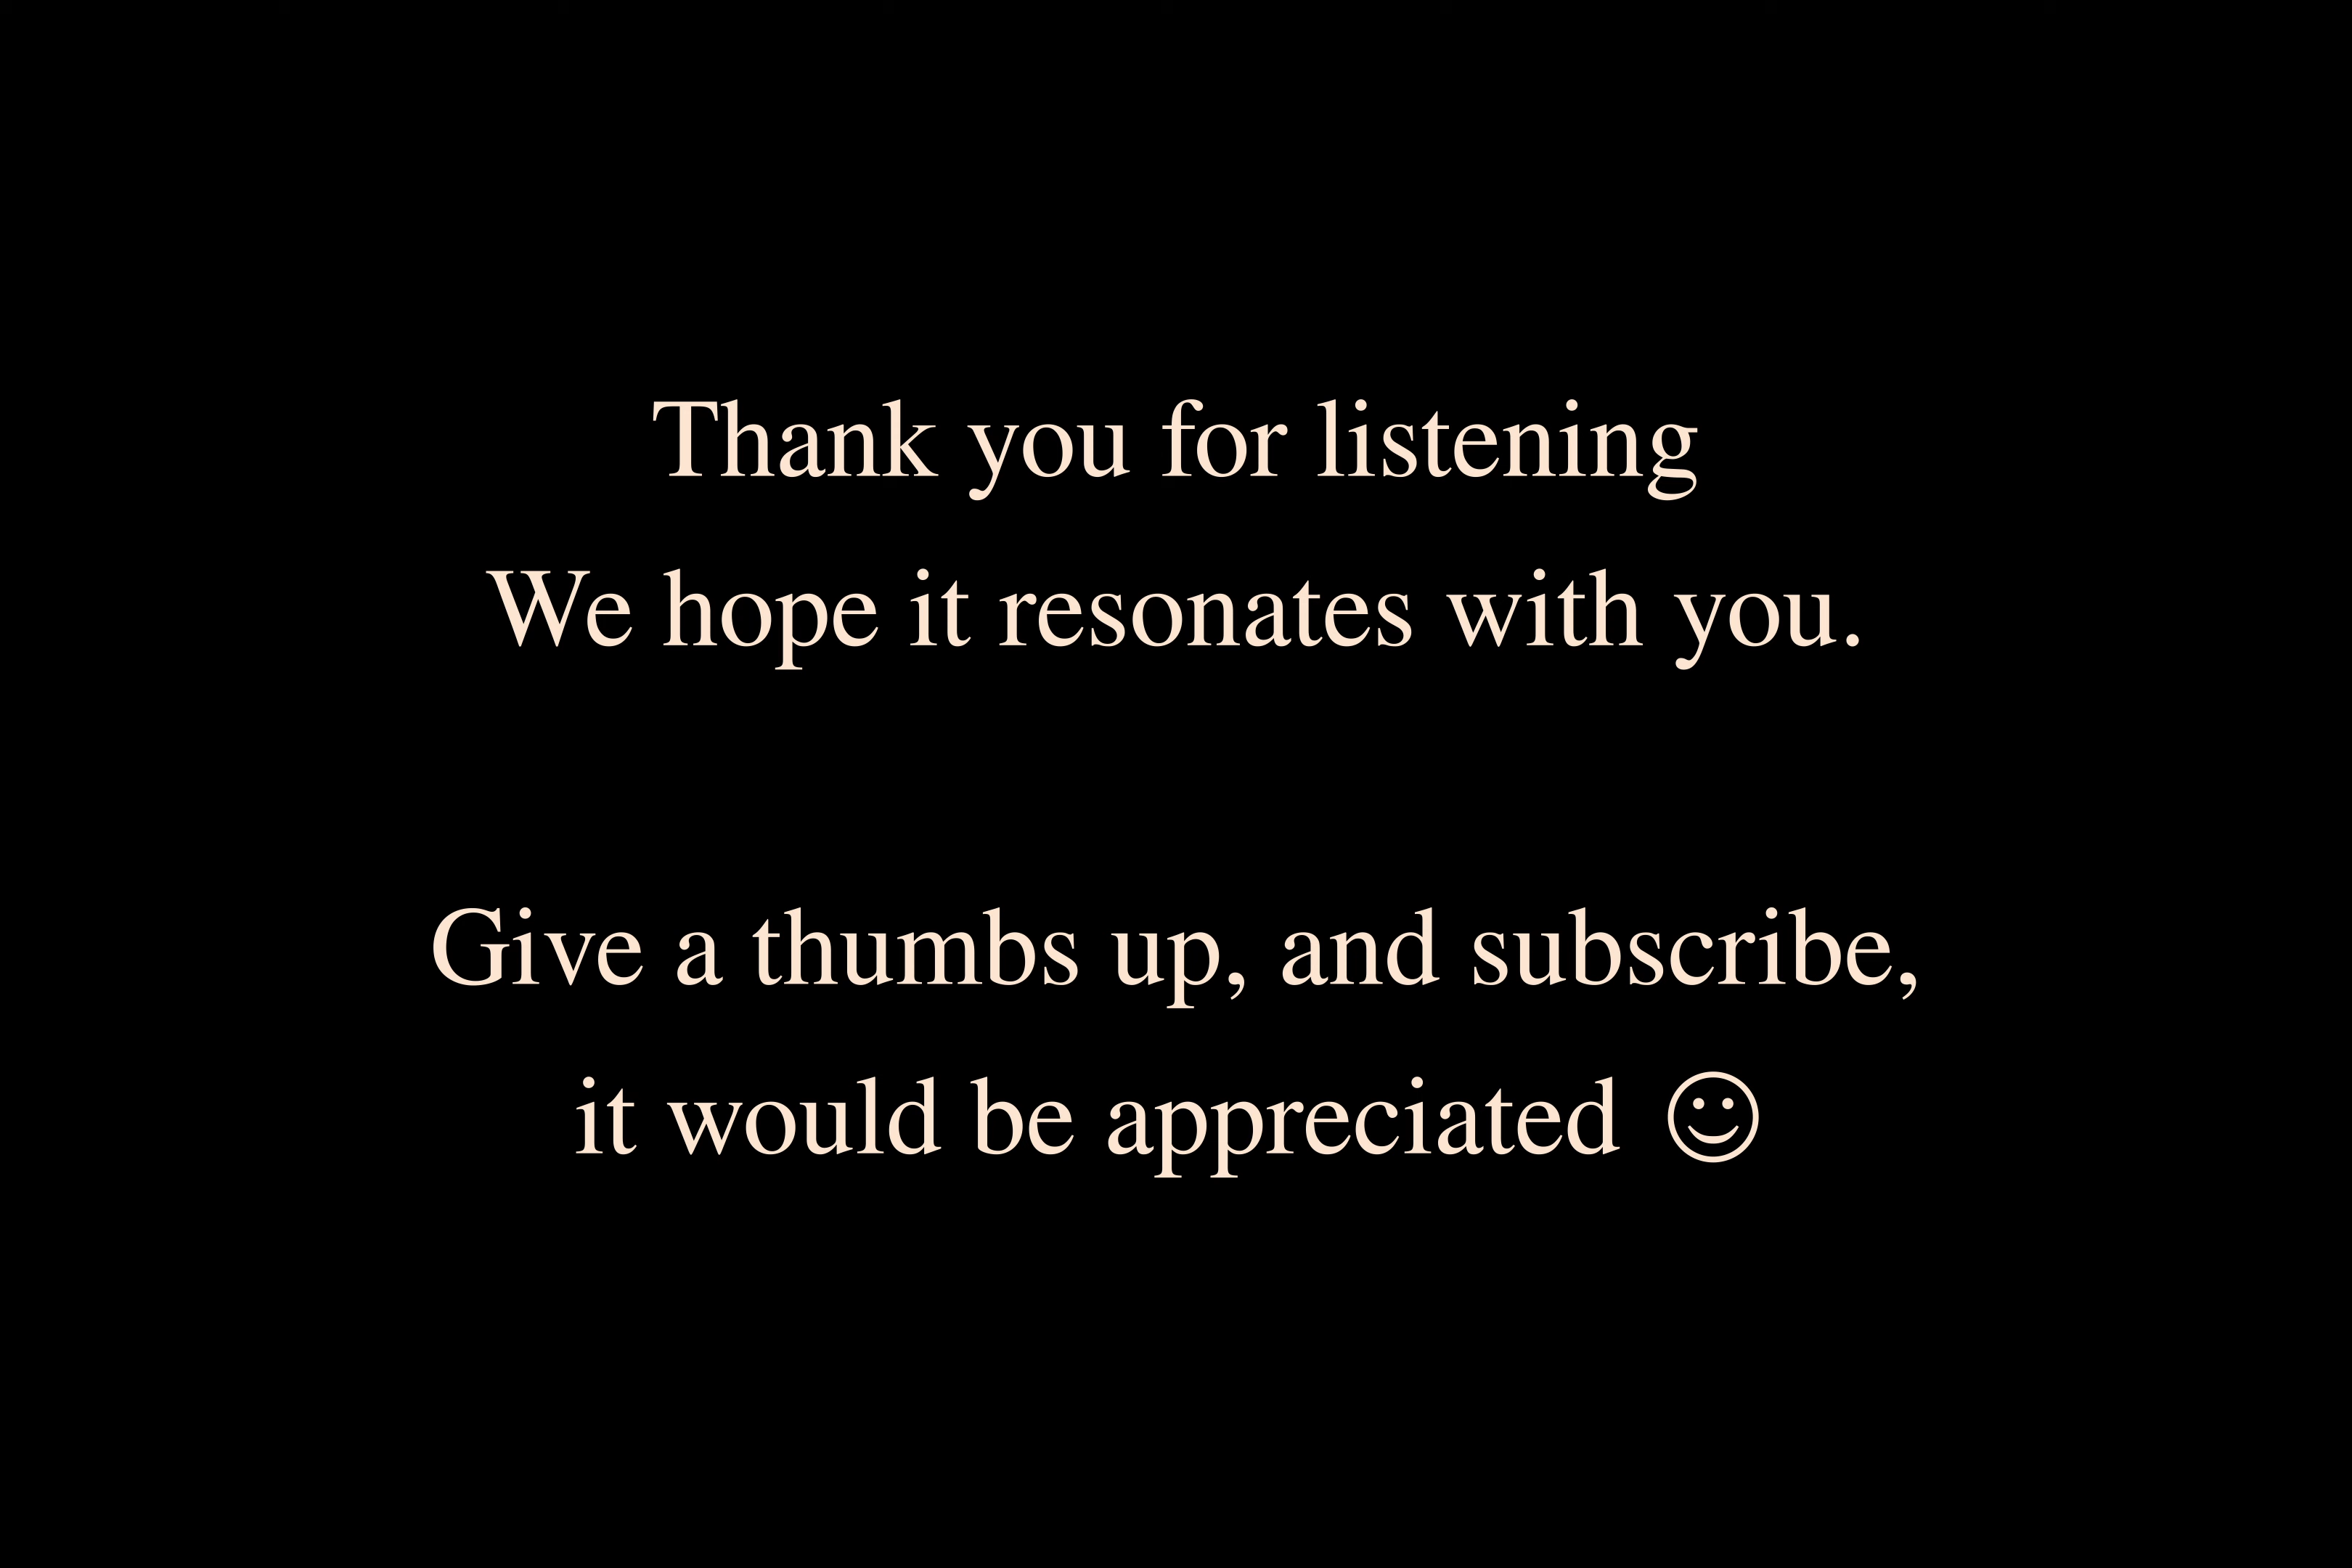 Thank you for listening
We hope it resonates with you.
Give a thumbs up, and subscribe,
it would be appreciated ☺